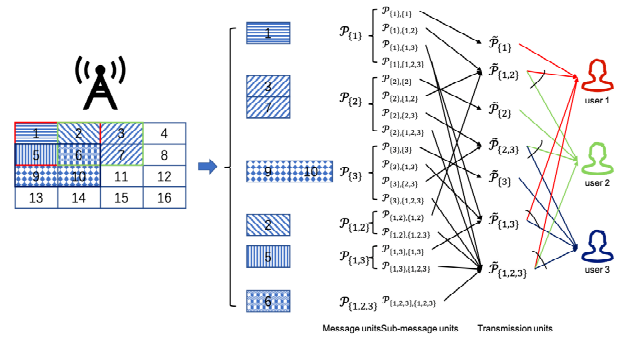 1 2 3 4
5 6 7 8
9 10 11 12
13 14 15 16
1
3
7
9 10
2
5
6
𝒫{1}
𝒫{2}
𝒫{3}
𝒫{1,2}
𝒫{1,3}
𝒫{1,2,3}
𝒫{1},{1}
𝒫{1},{1,2}
𝒫{1},{1,3}
𝒫{1},{1,2,3}
𝒫{2},{2}
𝒫{2},{1,2}
𝒫{2},{2,3}
𝒫{2},{1,2,3}
𝒫{3},{3}
𝒫{3},{1,3}
𝒫{3},{2,3}
𝒫{3},{1,2,3}
𝒫{1,2},{1,2}
𝒫{1,2},{1,2,3}
𝒫{1,3},{1,3}
𝒫{1,3},{1,2,3}
𝒫{1,2,3},{1,2,3}
𝒫̃{1}
𝒫̃{1,2}
𝒫̃{2}
𝒫̃{2,3}
𝒫̃{3}
𝒫̃{1,3}
𝒫̃{1,2,3}
user 1
user 2
user 3
Message units Sub-message units Transmission units